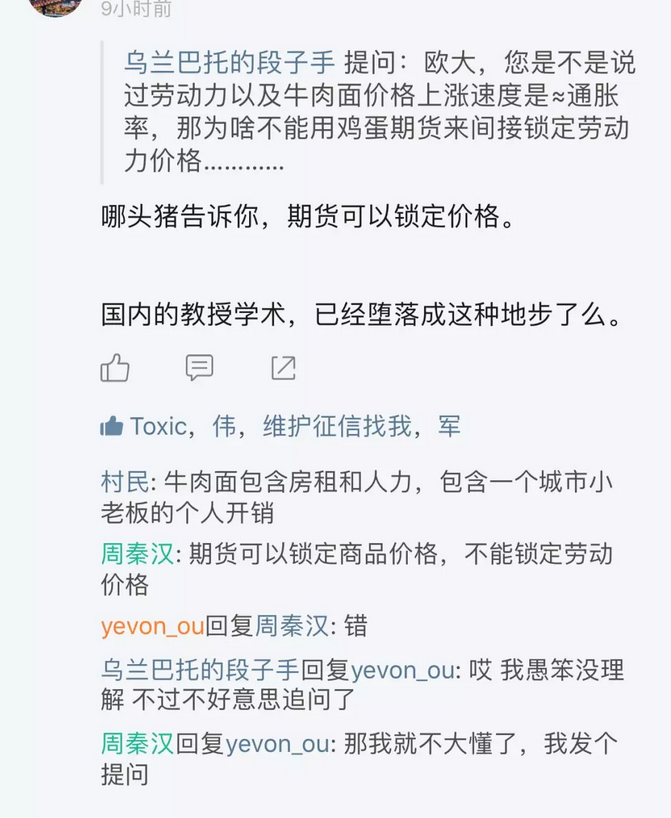 9小时前
乌兰巴托的段子手 提问：欧大，您是不是说
过劳动力以及牛肉面价格上涨速度是≈通胀
率，那为啥不能用鸡蛋期货来间接锁定劳动
力价格…………
哪头猪告诉你，期货可以锁定价格。
国内的教授学术，已经堕落成这种地步了么。
Toxic，伟，维护征信找我，军
村民: 牛肉面包含房租和人力，包含一个城市小
老板的个人开销
周秦汉: 期货可以锁定商品价格，不能锁定劳动
价格
yevon_ou回复周秦汉: 错
乌兰巴托的段子手回复yevon_ou: 哎 我愚笨没理
解 不过不好意思追问了
周秦汉回复yevon_ou: 那我就不大懂了，我发个
提问